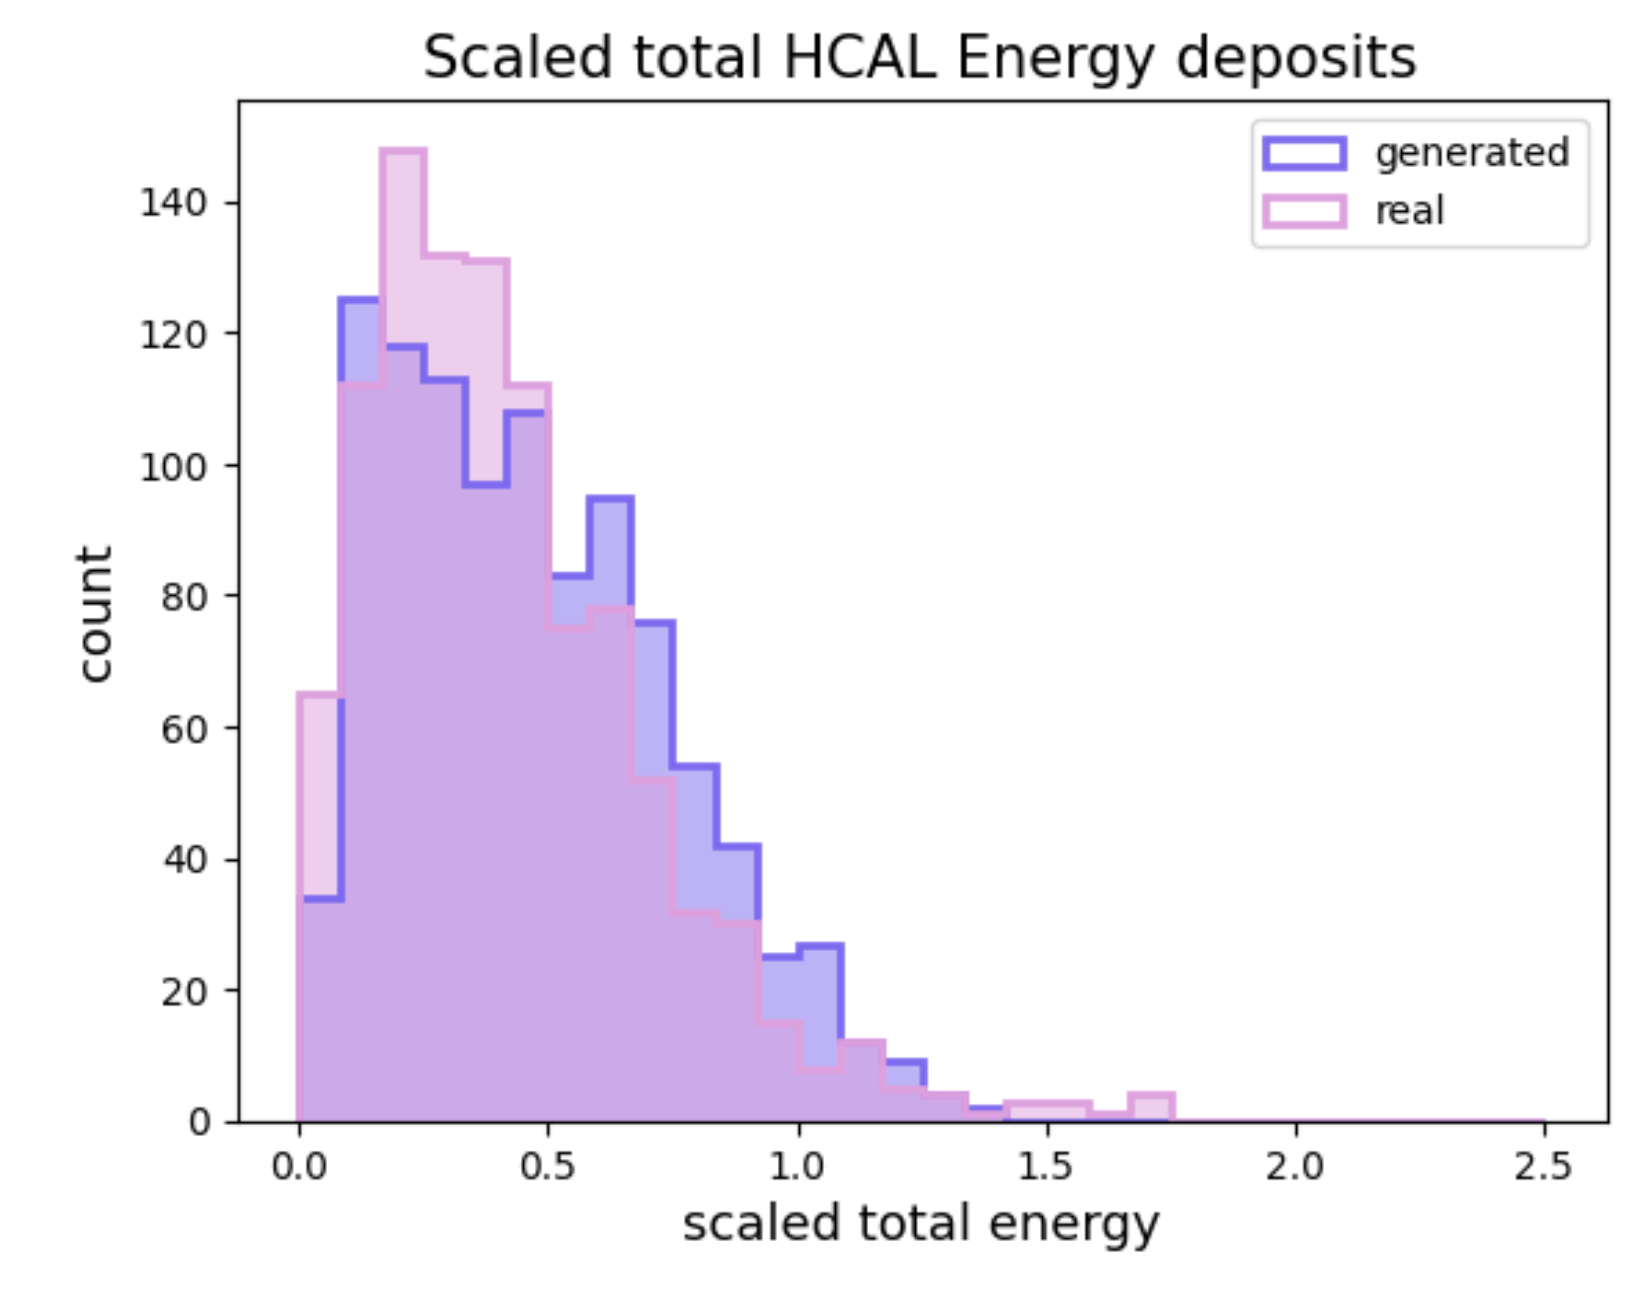 Scaled total HCAL Energy deposits
generated
real
140
120
100
80
60
40
20
0
count
0.0 0.5 1.0 1.5 2.0 2.5
scaled total energy